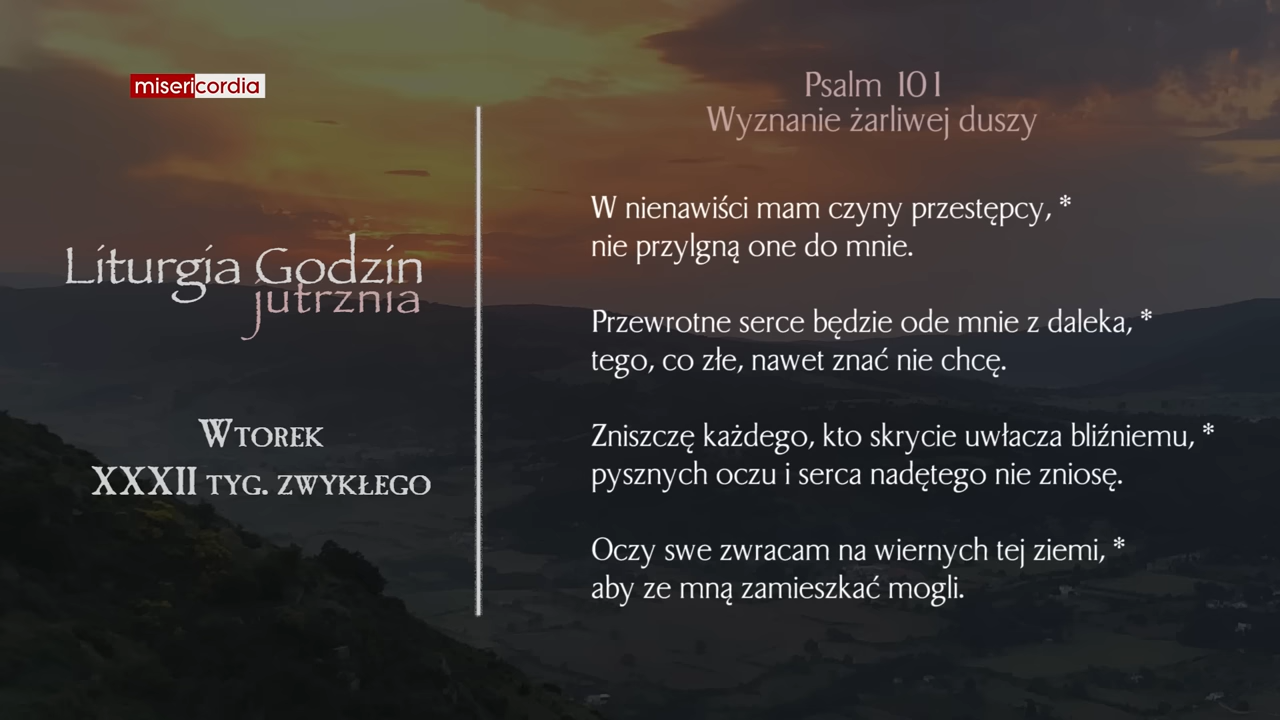 misericordia
Liturgia Godzin
jutrznia
Wtorek
XXXII tyg. zwykłego
Psalm 101
Wyznanie żarliwej duszy
W nienawiści mam czyny przestępcy, *
nie przylgną one do mnie.
Przewrotne serce będzie ode mnie z daleka, *
tego, co złe, nawet znać nie chcę.
Zniszczę każdego, kto skrycie uwłacza bliźniemu, *
pysznych oczu i serca nadętego nie zniosę.
Oczy swe zwracam na wiernych tej ziemi, *
aby ze mną zamieszkać mogli.